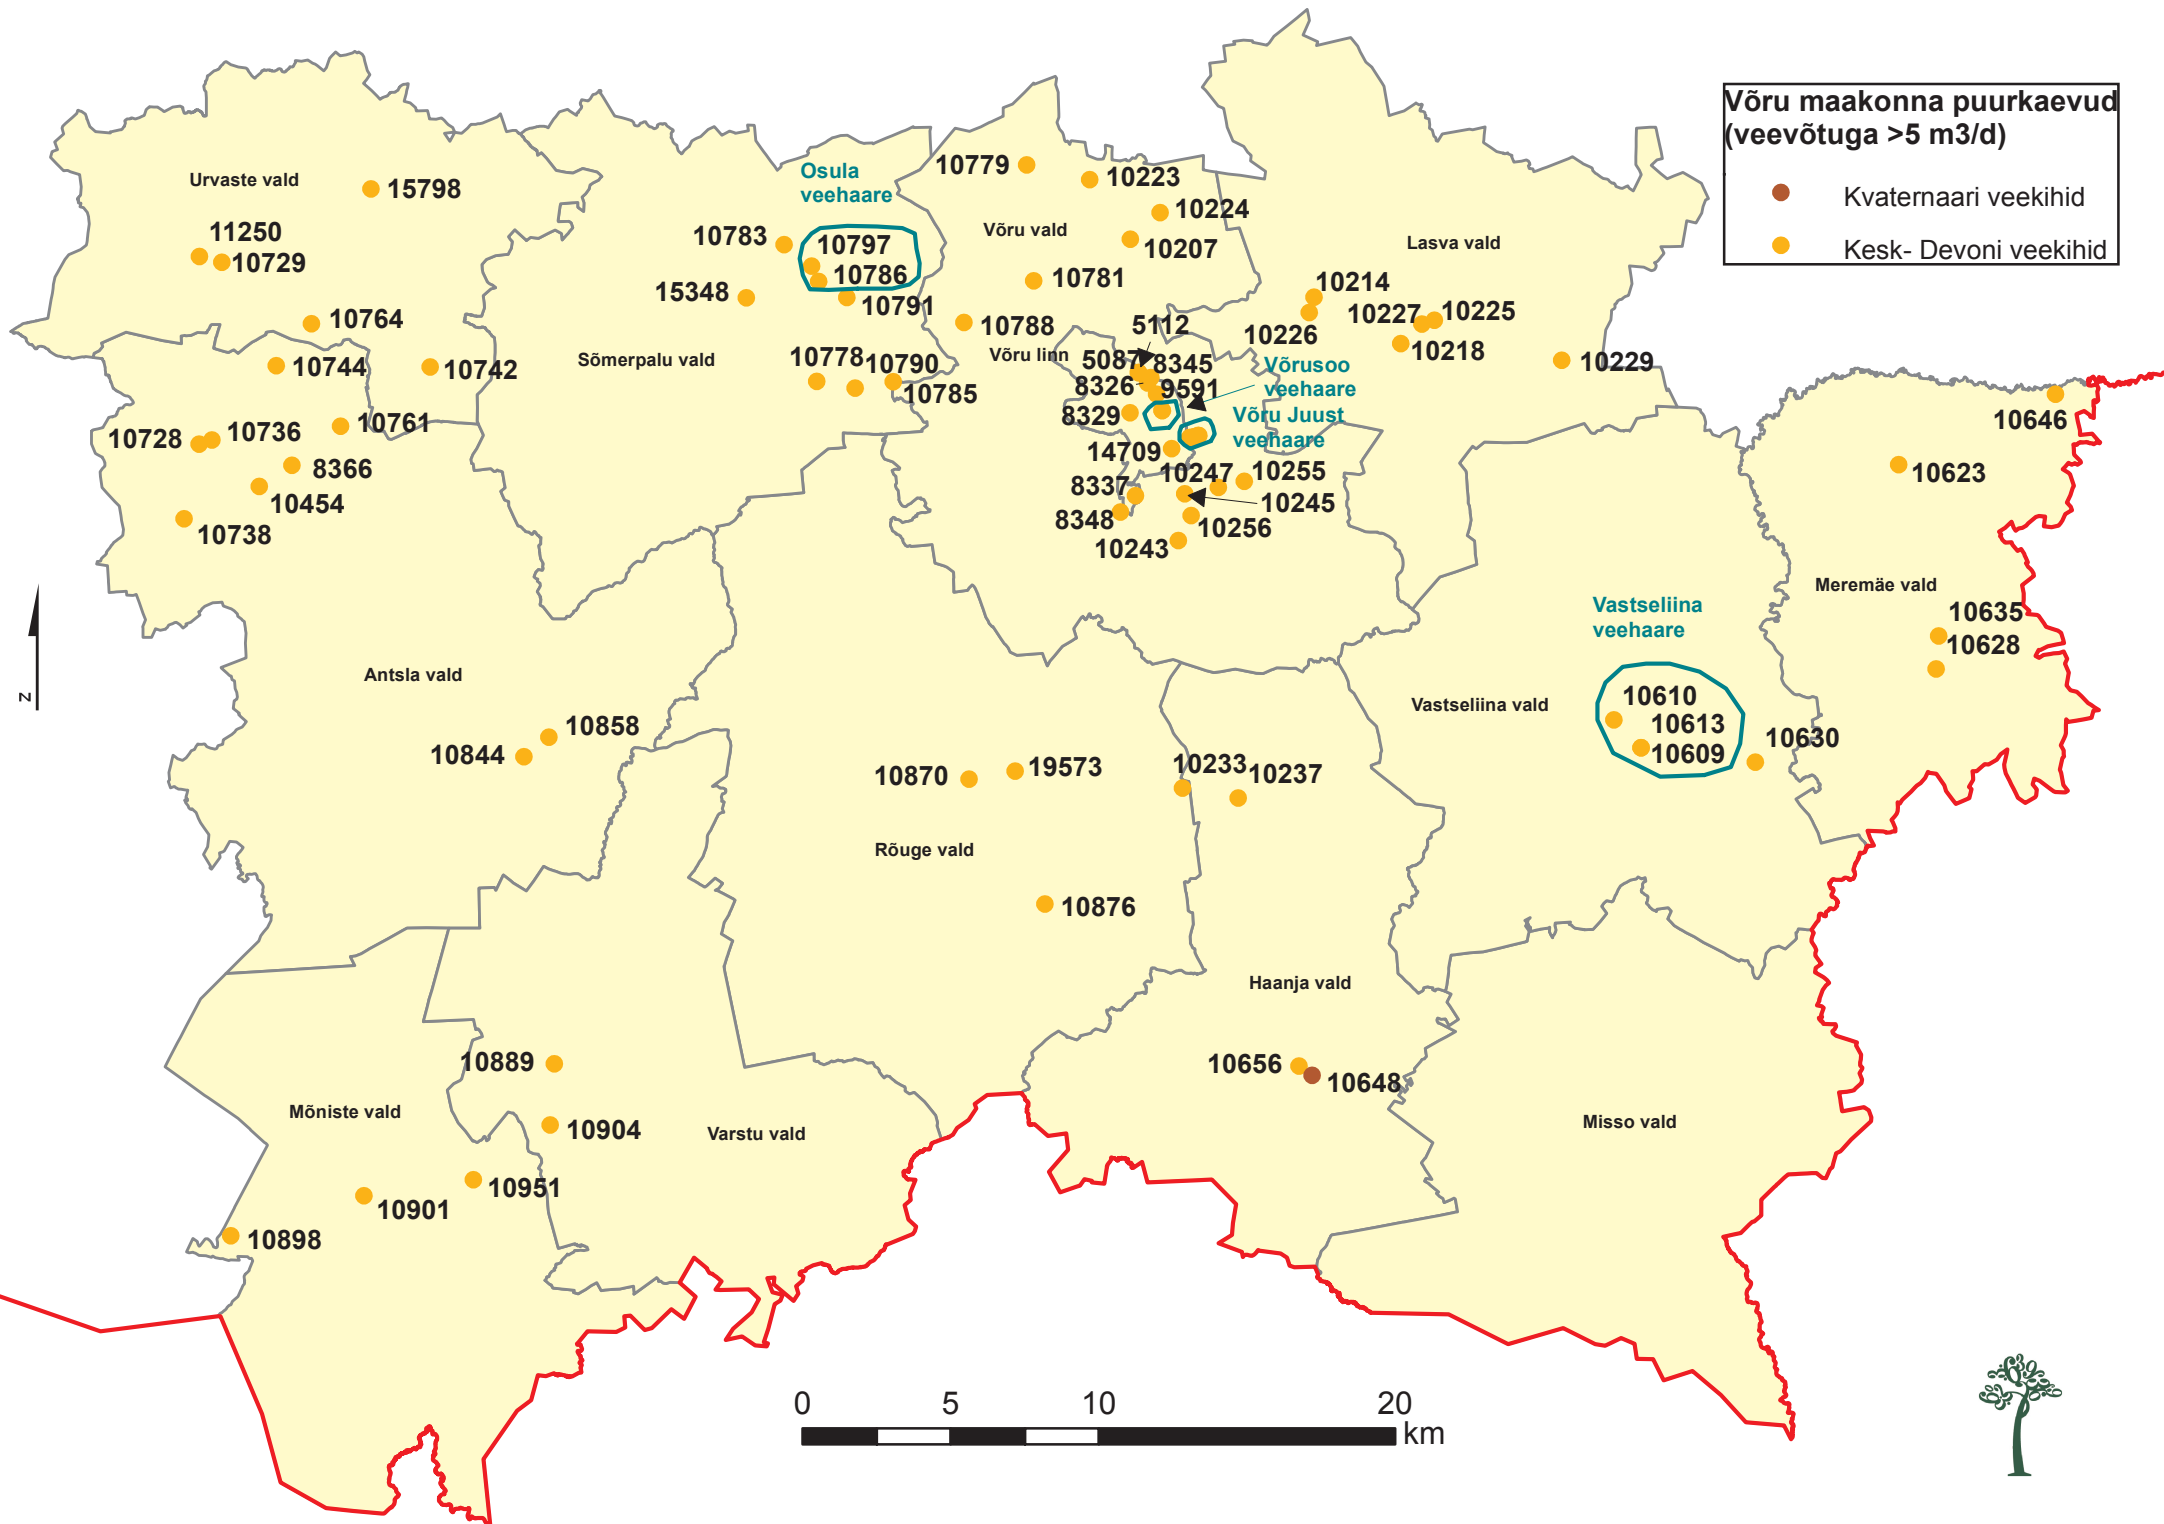 Võru maakonna puurkaevud
(veevõtuga >5 m3/d)
Kvaternaari veekihid
Kesk- Devoni veekihid
Urvaste vald
15798
11250
10729
10764
10744
10742
10761
10728
10736
8366
10454
10738
Antsla vald
10858
10844
Osula
veehaare
10783
10797
10786
15348
10791
Sõmerpalu vald
10778
10790
10785
10779
10223
10224
Võru vald
10207
10781
10788
Võru linn
5112
5087
8345
8326
9591
8329
Võrusoo
veehaare
Võru Juust
veehaare
14709
10247
10255
8337
10245
8348
10256
10243
Lasva vald
10214
10226
10227
10225
10218
10229
10646
10623
Meremäe vald
10635
10628
Vastseliina
veehaare
Vastseliina vald
10610
10613
10609
10630
10870
19573
10233
10237
Rõuge vald
10876
Haanja vald
10656
10648
Misso vald
10889
Mõniste vald
10904
Varstu vald
10951
10901
10898
z
0 5 10 20
km